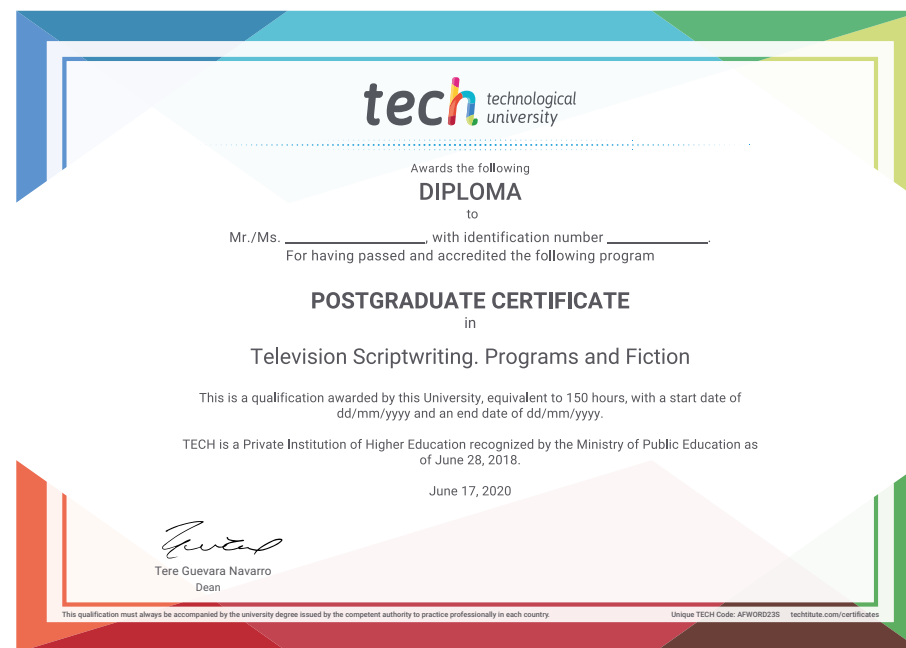 tech technological
university
Awards the following
DIPLOMA
to
Mr./Ms. ____________________, with identification number ______________.
For having passed and accredited the following program
POSTGRADUATE CERTIFICATE
in
Television Scriptwriting. Programs and Fiction
This is a qualification awarded by this University, equivalent to 150 hours, with a start date of
dd/mm/yyyy and an end date of dd/mm/yyyy.
TECH is a Private Institution of Higher Education recognized by the Ministry of Public Education as
of June 28, 2018.
June 17, 2020
Tere Guevara Navarro
Dean
This qualification must always be accompanied by the university degree issued by the competent authority to practice professionally in each country. Unique TECH Code: AFWORD23S techtitute.com/certificates